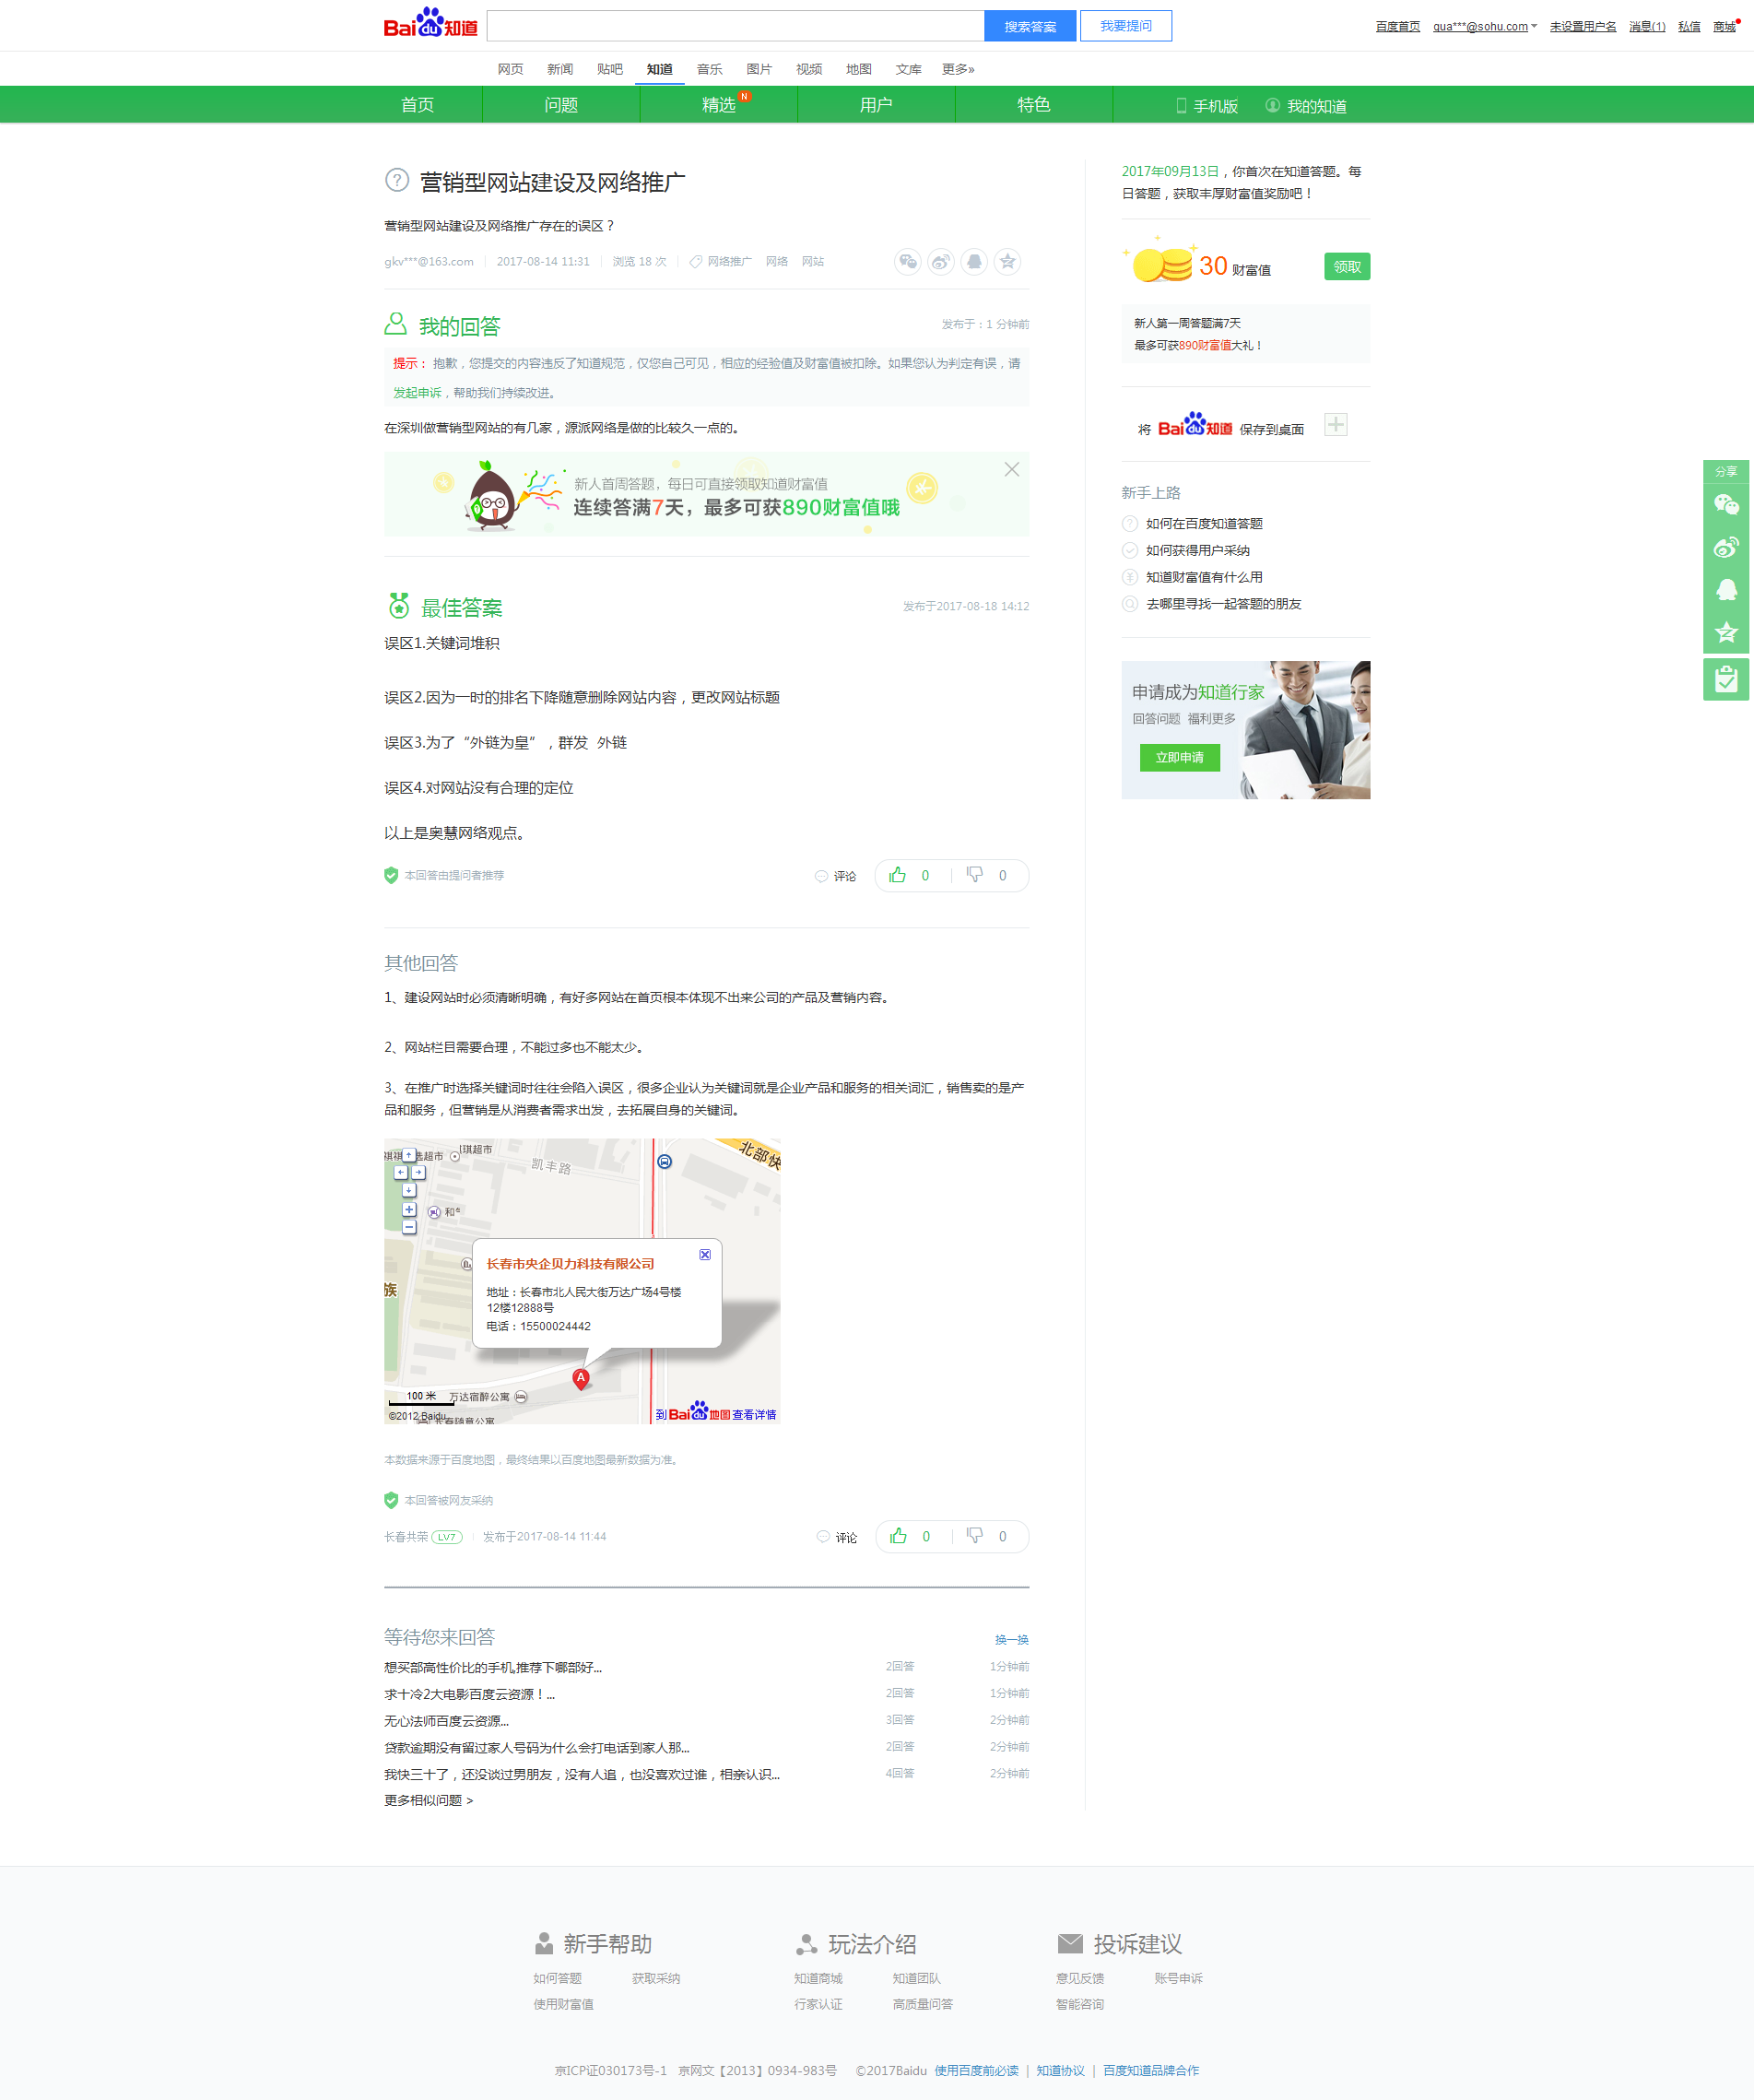 Baidu知道
搜索答案
我要提问
百度首页
qua***@sohu.com
未设置用户名
消息(1)
私信
商城
网页
新闻
贴吧
知道
音乐
图片
视频
地图
文库
更多»
首页
问题
精选
N
用户
特色
手机版
我的知道
营销型网站建设及网络推广
营销型网站建设及网络推广存在的误区？
gkv***@163.com
2017-08-14 11:31
浏览 18 次
网络推广
网络
网站
我的回答
发布于：1 分钟前
提示： 抱歉，您提交的内容违反了知道规范，仅您自己可见，相应的经验值及财富值被扣除。如果您认为判定有误，请
发起申诉，帮助我们持续改进。
在深圳做营销型网站的有几家，源派网络是做的比较久一点的。
新人首周答题，每日可直接领取知道财富值
连续答满7天，最多可获890财富值哦
最佳答案
发布于2017-08-18 14:12
误区1.关键词堆积
误区2.因为一时的排名下降随意删除网站内容，更改网站标题
误区3.为了“外链为皇”，群发 外链
误区4.对网站没有合理的定位
以上是奥慧网络观点。
本回答由提问者推荐
评论
0
0
其他回答
1、建设网站时必须清晰明确，有好多网站在首页根本体现不出来公司的产品及营销内容。
2、网站栏目需要合理，不能过多也不能太少。
3、在推广时选择关键词时往往会陷入误区，很多企业认为关键词就是企业产品和服务的相关词汇，销售卖的是产
品和服务，但营销是从消费者需求出发，去拓展自身的关键词。
琪超市
超市
凯丰路
北部快
和
族
长春市央企贝力科技有限公司
地址：长春市北人民大街万达广场4号楼
12楼12888号
电话：15500024442
A
100 米
万达宿醉公寓
©2012 Baidu
长春随意公寓
到Baidu地图查看详情
本数据来源于百度地图，最终结果以百度地图最新数据为准。
本回答被网友采纳
长春共荣
LV7
发布于2017-08-14 11:44
评论
0
0
等待您来回答
换一换
想买部高性价比的手机,推荐下哪部好...
2回答
1分钟前
求十冷2大电影百度云资源！...
2回答
1分钟前
无心法师百度云资源...
3回答
2分钟前
贷款逾期没有留过家人号码为什么会打电话到家人那...
2回答
2分钟前
我快三十了，还没谈过男朋友，没有人追，也没喜欢过谁，相亲认识...
4回答
2分钟前
更多相似问题 >
2017年09月13日，你首次在知道答题。每
日答题，获取丰厚财富值奖励吧！
30 财富值
领取
新人第一周答题满7天
最多可获890财富值大礼！
将 Baidu知道 保存到桌面
新手上路
如何在百度知道答题
如何获得用户采纳
知道财富值有什么用
去哪里寻找一起答题的朋友
申请成为知道行家
回答问题 福利更多
立即申请
分享
新手帮助
如何答题
获取采纳
使用财富值
玩法介绍
知道商城
知道团队
行家认证
高质量问答
投诉建议
意见反馈
账号申诉
智能咨询
京ICP证030173号-1 京网文【2013】0934-983号 ©2017Baidu 使用百度前必读 | 知道协议 | 百度知道品牌合作